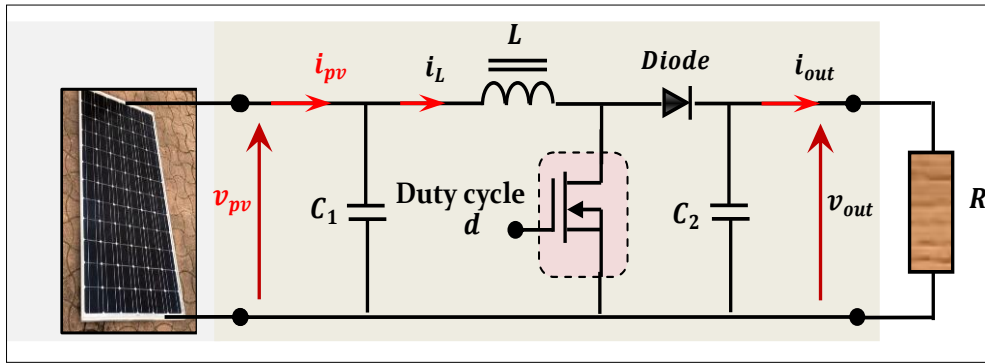 L
i_pv
i_L
Diode
i_out
v_pv
C_1
Duty cycle
d
C_2
v_out
R